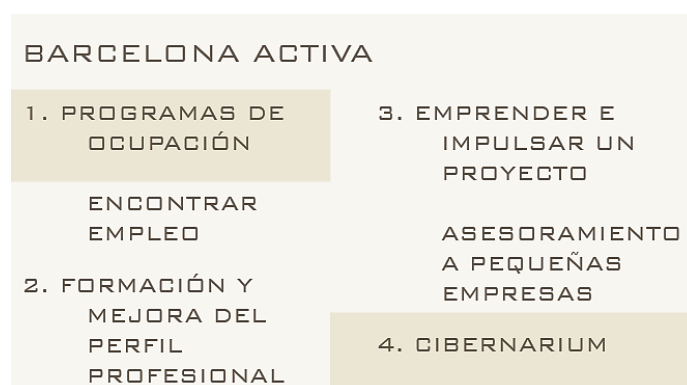 BARCELONA ACTIVA
1. PROGRAMAS DE
OCUPACIÓN
ENCONTRAR
EMPLEO
2. FORMACIÓN Y
MEJORA DEL
PERFIL
PROFESIONAL
3. EMPRENDER E
IMPULSAR UN
PROYECTO
ASESORAMIENTO
A PEQUEÑAS
EMPRESAS
4. CIBERNARIUM